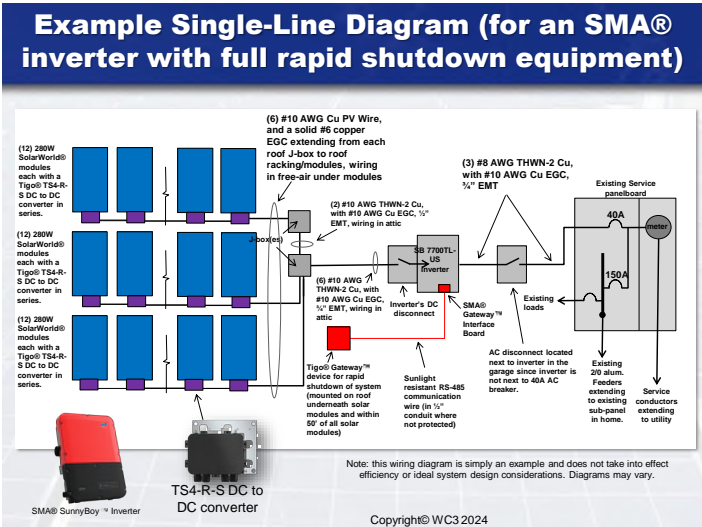 Example Single-Line Diagram (for an SMA®
inverter with full rapid shutdown equipment)
(6) #10 AWG Cu PV Wire,
and a solid #6 copper
EGC extending from each
roof J-box to roof
racking/modules, wiring
in free-air under modules
(12) 280W
SolarWorld®
modules
each with a
Tigo® TS4-R-
S DC to DC
converter in
series.
(3) #8 AWG THWN-2 Cu,
with #10 AWG Cu EGC,
¾” EMT
Existing Service
panelboard
(2) #10 AWG THWN-2 Cu,
with #10 AWG Cu EGC, ½”
EMT, wiring in attic
40A
meter
J-box(es)
(12) 280W
SolarWorld®
modules
each with a
Tigo® TS4-R-
S DC to DC
converter in
series.
SB 7700TL-
US
Inverter
150A
(6) #10 AWG
THWN-2 Cu, with
#10 AWG Cu EGC,
¾” EMT, wiring in
attic
Inverter's DC
disconnect
SMA®
Gateway™
Interface
Board
Existing
loads
(12) 280W
SolarWorld®
modules
each with a
Tigo® TS4-R-
S DC to DC
converter in
series.
Tigo® Gateway™
device for rapid
shutdown of system
(mounted on roof
underneath solar
modules and within
50' of all solar
modules)
Sunlight
resistant RS-485
communication
wire (in ½”
conduit where
not protected)
AC disconnect located
next to inverter in the
garage since inverter is
not next to 40A AC
breaker.
Existing
2/0 alum.
Feeders
extending
to existing
sub-panel
in home.
Service
conductors
extending
to utility
Note: this wiring diagram is simply an example and does not take into effect
efficiency or ideal system design considerations. Diagrams may vary.
TS4-R-S DC to
DC converter
SMA® SunnyBoy ™ Inverter
Copyright© WC3 2024